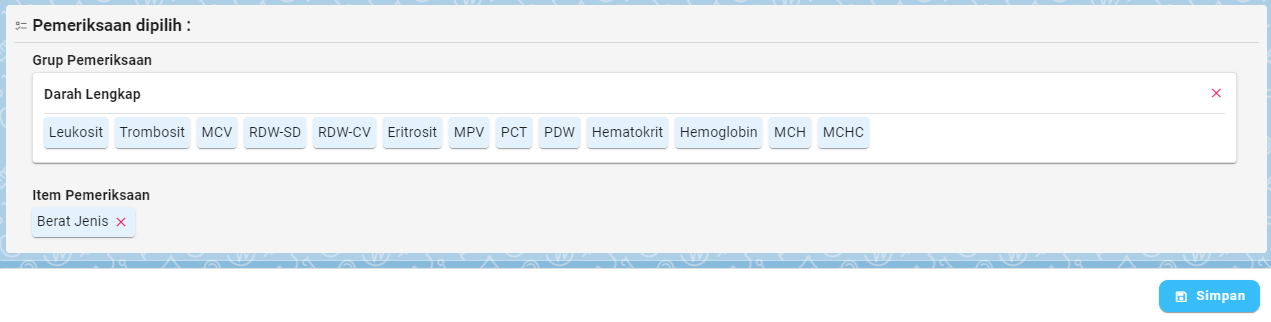 Pemeriksaan dipilih :
Grup Pemeriksaan
Darah Lengkap
Leukosit Trombosit MCV RDW-SD RDW-CV Eritrosit MPV PCT PDW Hematokrit Hemoglobin MCH MCHC
Item Pemeriksaan
Berat Jenis
Simpan